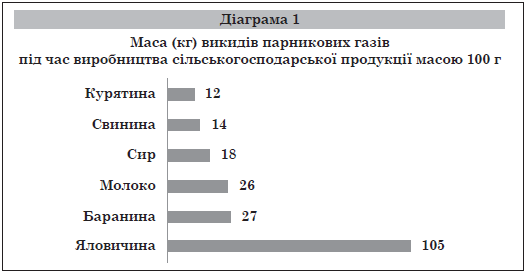 Діаграма 1
Маса (кг) викидів парникових газів
під час виробництва сільськогосподарської продукції масою 100 г
Курятина 12
Свинина 14
Сир 18
Молоко 26
Баранина 27
Яловичина 105